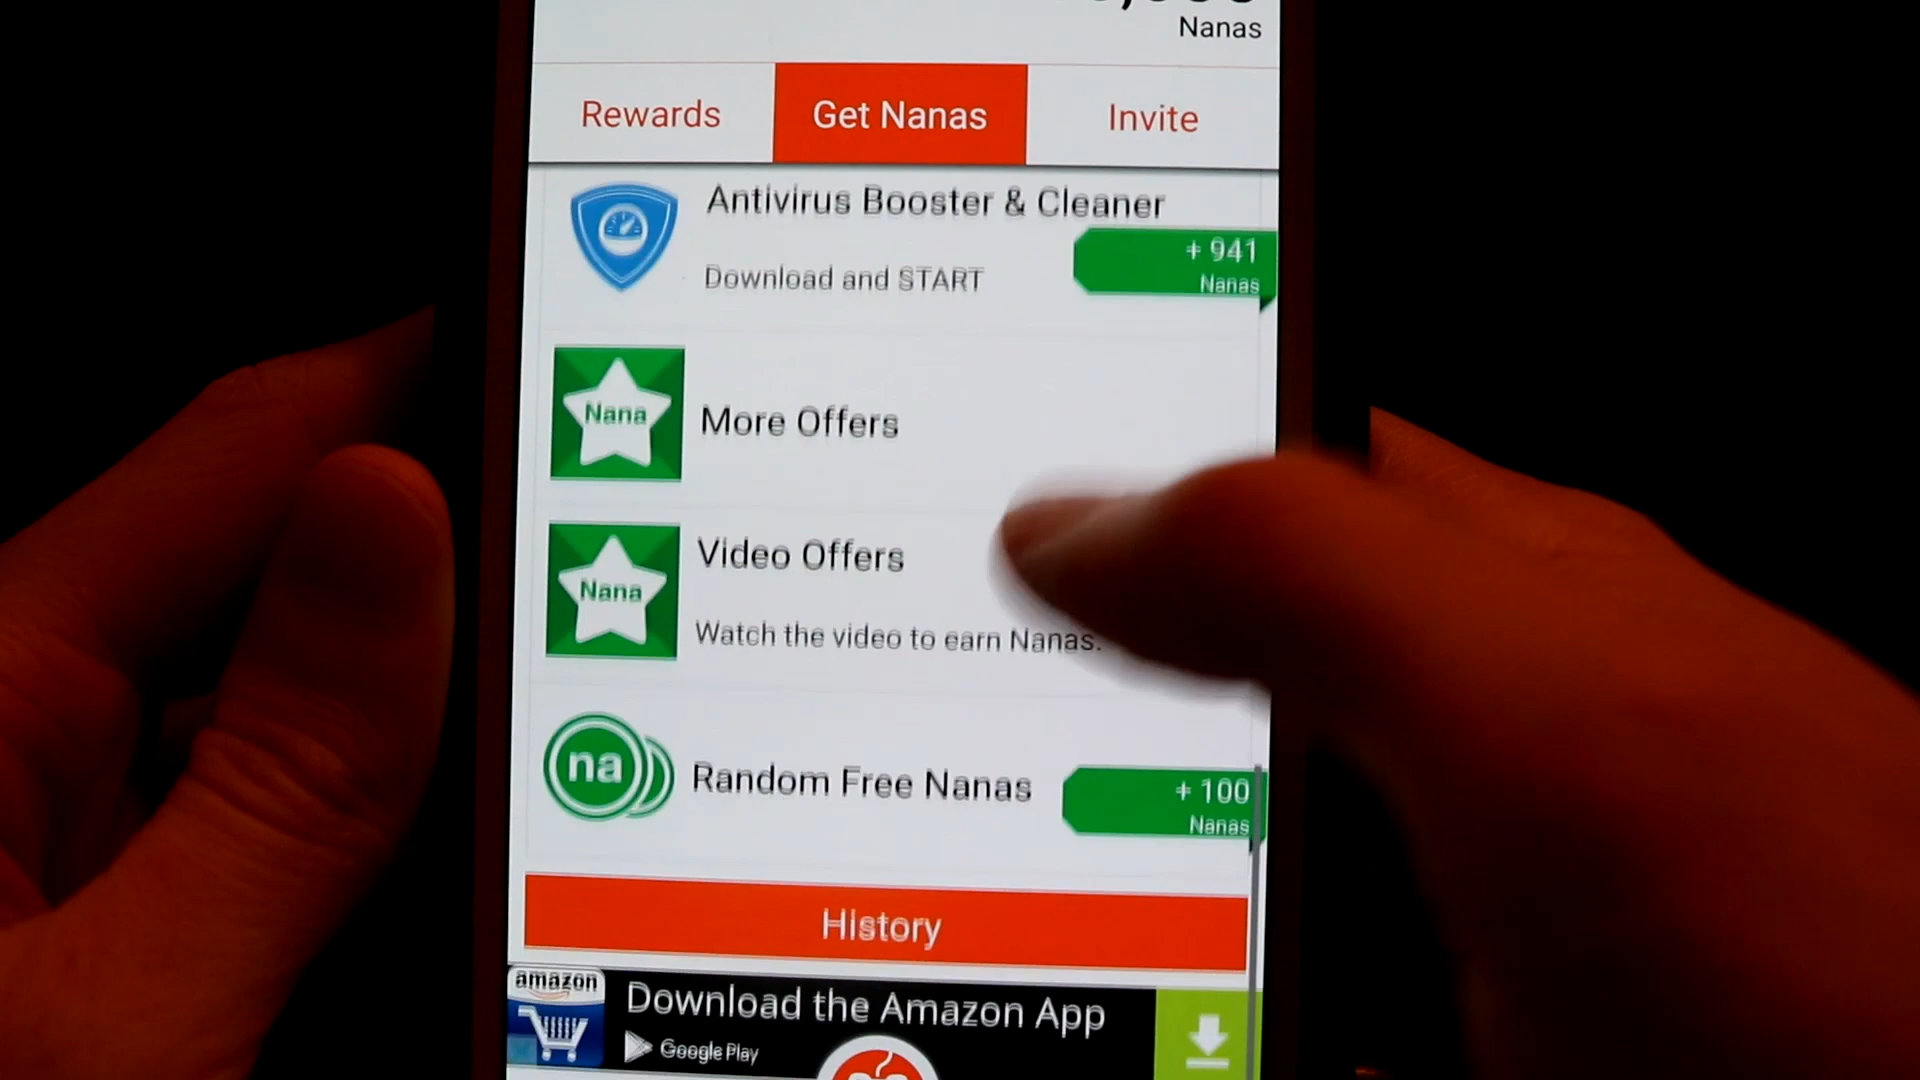 Nanas
Rewards
Get Nanas
Invite
Antivirus Booster & Cleaner
+ 941
Download and START
Nanas
Nana
More Offers
Video Offers
Nana
Watch the video to earn Nanas.
na
Random Free Nanas
+ 100
Nanas
History
amazon
Download the Amazon App
Google Play